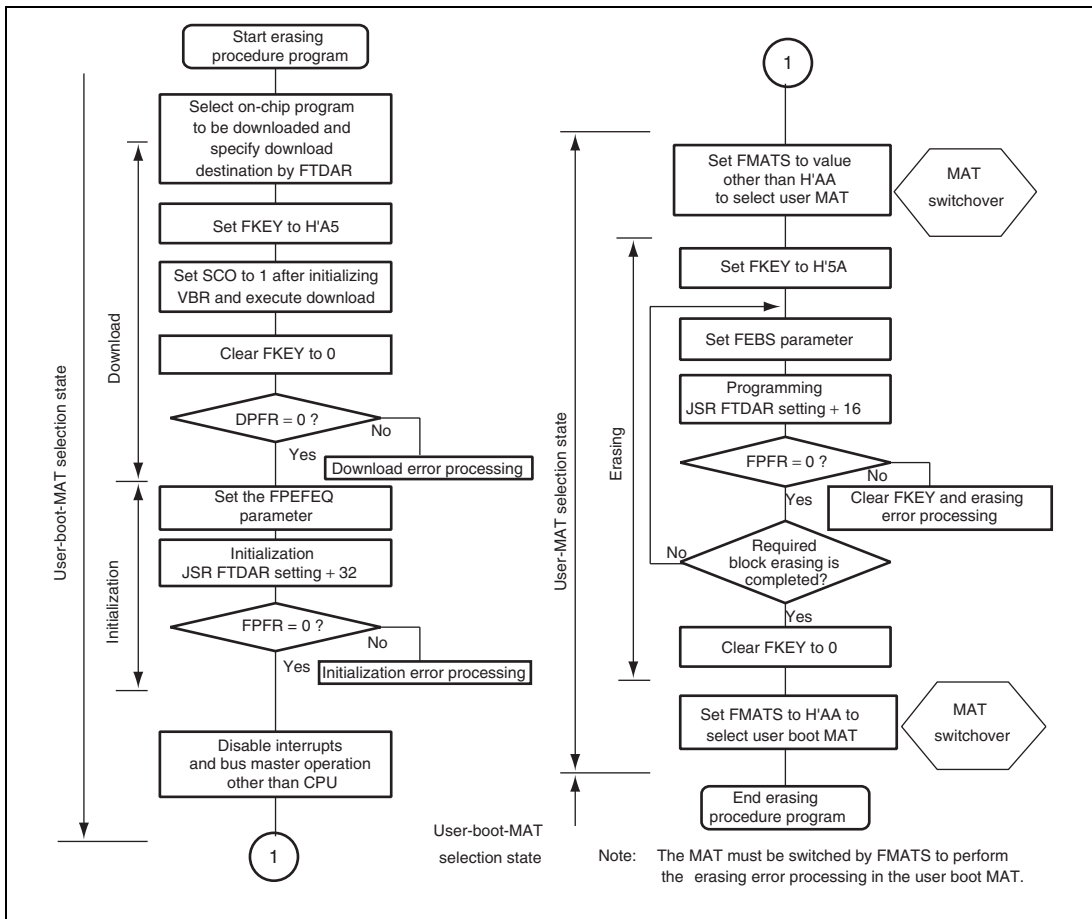 Start erasing
procedure program
Select on-chip program
to be downloaded and
specify download
destination by FTDAR
Set FKEY to H'A5
Set SCO to 1 after initializing
VBR and execute download
Clear FKEY to 0
DPFR = 0 ?
No
Yes
Download error processing
Set the FPEFEQ
parameter
Initialization
JSR FTDAR setting + 32
FPFR = 0 ?
No
Yes
Initialization error processing
Disable interrupts
and bus master operation
other than CPU
1
User-boot-MAT selection state
Download
Initialization
1
Set FMATS to value
other than H'AA
to select user MAT
MAT
switchover
Set FKEY to H'5A
Set FEBS parameter
Programming
JSR FTDAR setting + 16
FPFR = 0 ?
No
Yes
Clear FKEY and erasing
error processing
Required
block erasing is
completed?
No
Yes
Clear FKEY to 0
Set FMATS to H'AA to
select user boot MAT
MAT
switchover
End erasing
procedure program
User-MAT selection state
Erasing
User-boot-MAT
selection state
Note: The MAT must be switched by FMATS to perform
the erasing error processing in the user boot MAT.